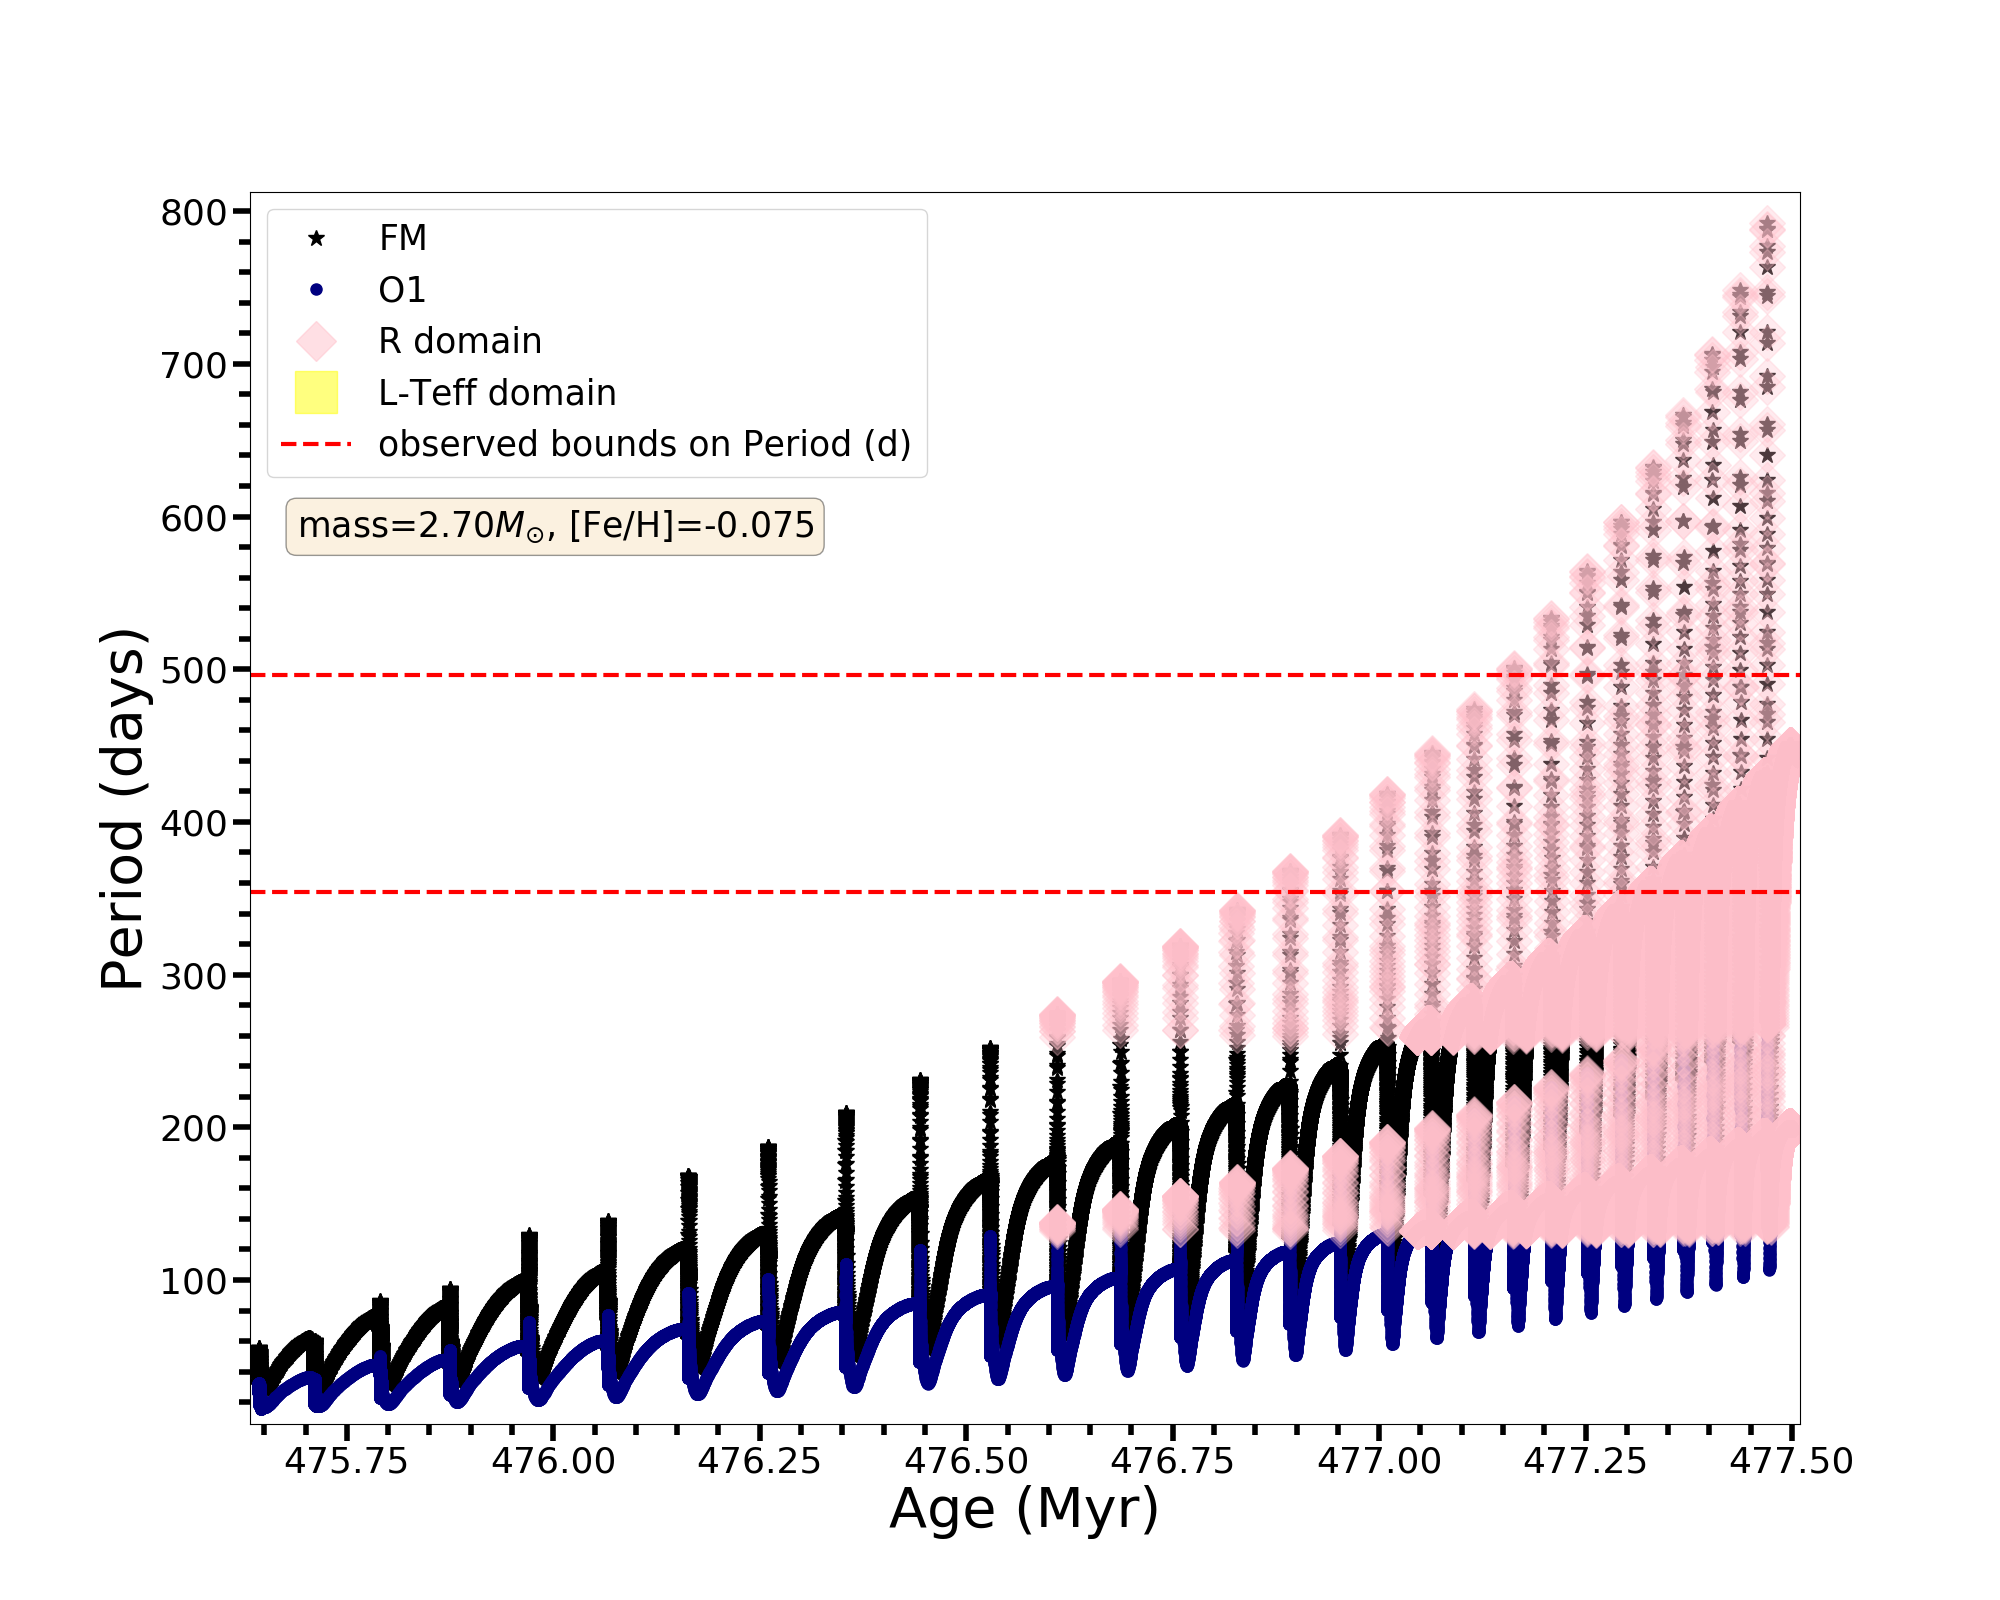 FM
O1
R domain
L-Teff domain
observed bounds on Period (d)
mass=2.70M⊙, [Fe/H]=-0.075
Period (days)
800
700
600
500
400
300
200
100
475.75 476.00 476.25 476.50 476.75 477.00 477.25 477.50
Age (Myr)